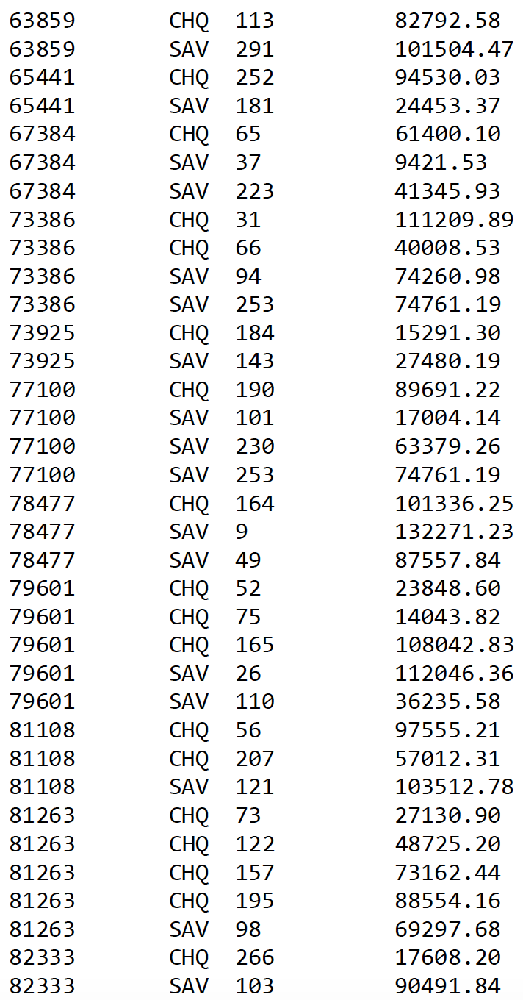 63859 CHQ 113 82792.58
63859 SAV 291 101504.47
65441 CHQ 252 94530.03
65441 SAV 181 24453.37
67384 CHQ 65 61400.10
67384 SAV 37 9421.53
67384 SAV 223 41345.93
73386 CHQ 31 111209.89
73386 CHQ 66 40008.53
73386 SAV 94 74260.98
73386 SAV 253 74761.19
73925 CHQ 184 15291.30
73925 SAV 143 27480.19
77100 CHQ 190 89691.22
77100 SAV 101 17004.14
77100 SAV 230 63379.26
77100 SAV 253 74761.19
78477 CHQ 164 101336.25
78477 SAV 9 132271.23
78477 SAV 49 87557.84
79601 CHQ 52 23848.60
79601 CHQ 75 14043.82
79601 CHQ 165 108042.83
79601 SAV 26 112046.36
79601 SAV 110 36235.58
81108 CHQ 56 97555.21
81108 CHQ 207 57012.31
81108 SAV 121 103512.78
81263 CHQ 73 27130.90
81263 CHQ 122 48725.20
81263 CHQ 157 73162.44
81263 CHQ 195 88554.16
81263 SAV 98 69297.68
82333 CHQ 266 17608.20
82333 SAV 103 90491.84